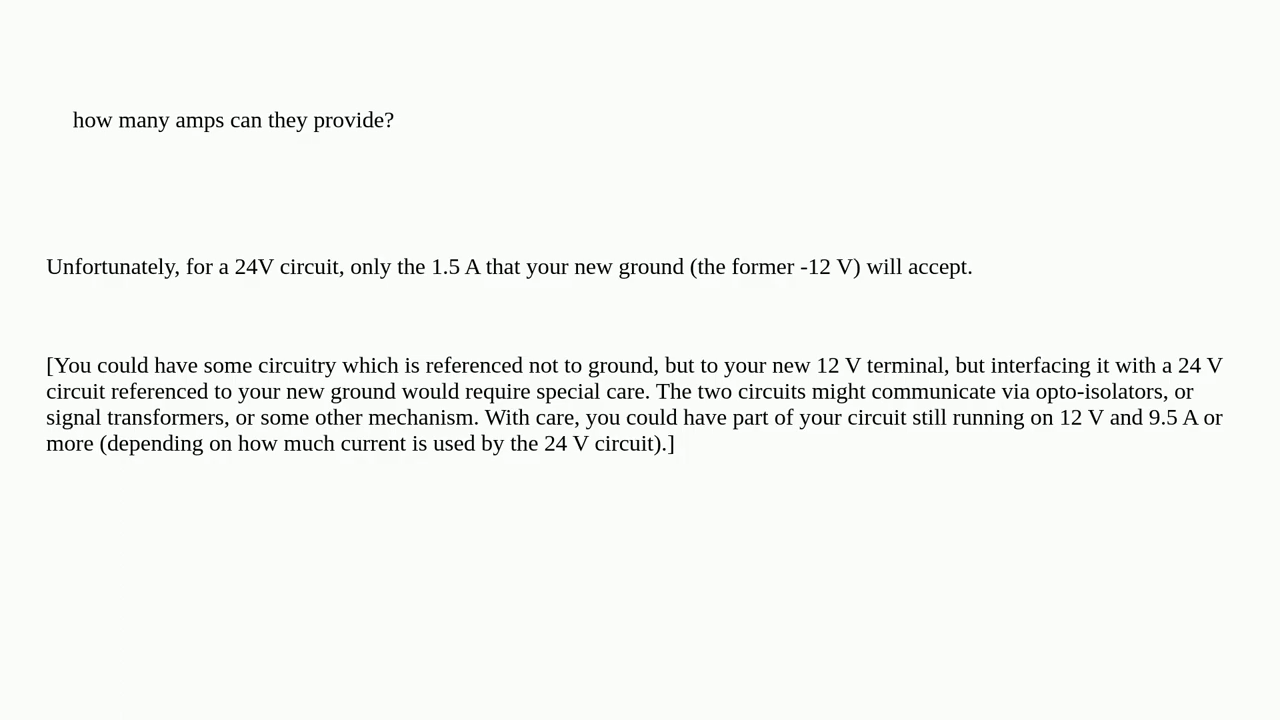 how many amps can they provide?
Unfortunately, for a 24V circuit, only the 1.5 A that your new ground (the former -12 V) will accept.
[You could have some circuitry which is referenced not to ground, but to your new 12 V terminal, but interfacing it with a 24 V
circuit referenced to your new ground would require special care. The two circuits might communicate via opto-isolators, or
signal transformers, or some other mechanism. With care, you could have part of your circuit still running on 12 V and 9.5 A or
more (depending on how much current is used by the 24 V circuit).]